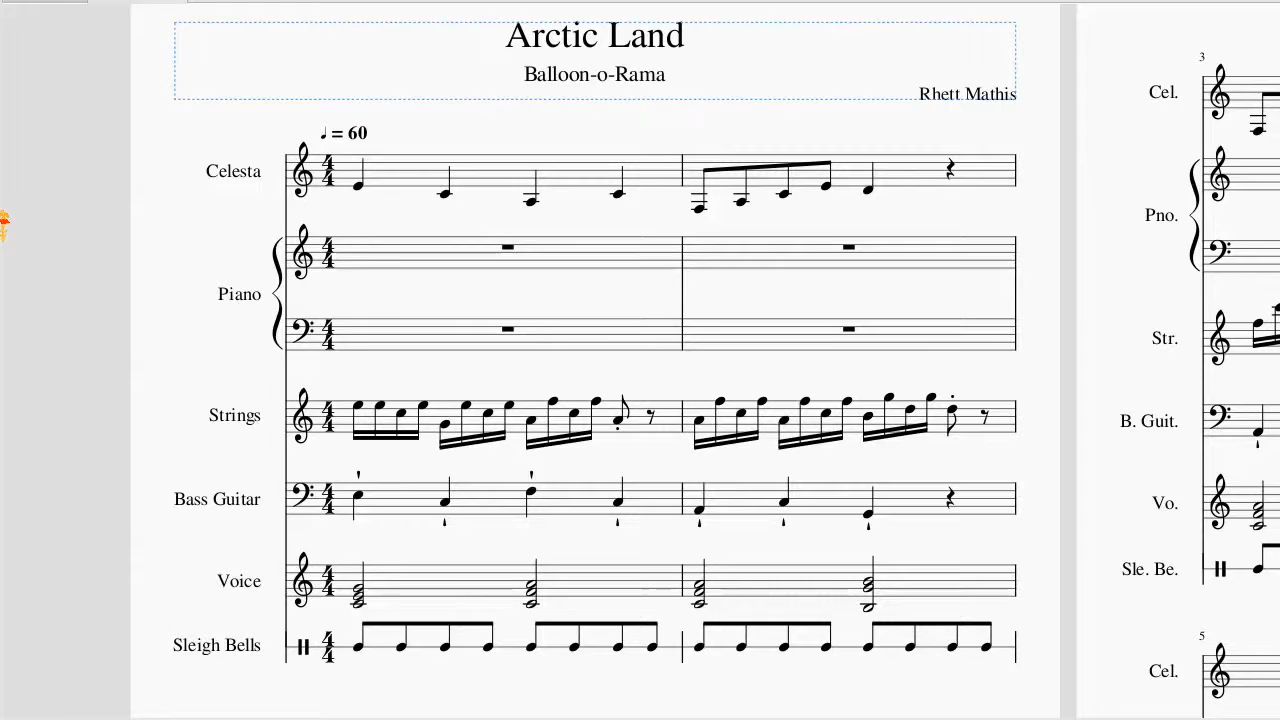 Arctic Land
Balloon-o-Rama
Rhett Mathis
♩ = 60
Celesta
Piano
Strings
Bass Guitar
Voice
Sleigh Bells
3
Cel.
Pno.
Str.
B. Guit.
Vo.
Sle. Be.
5
Cel.